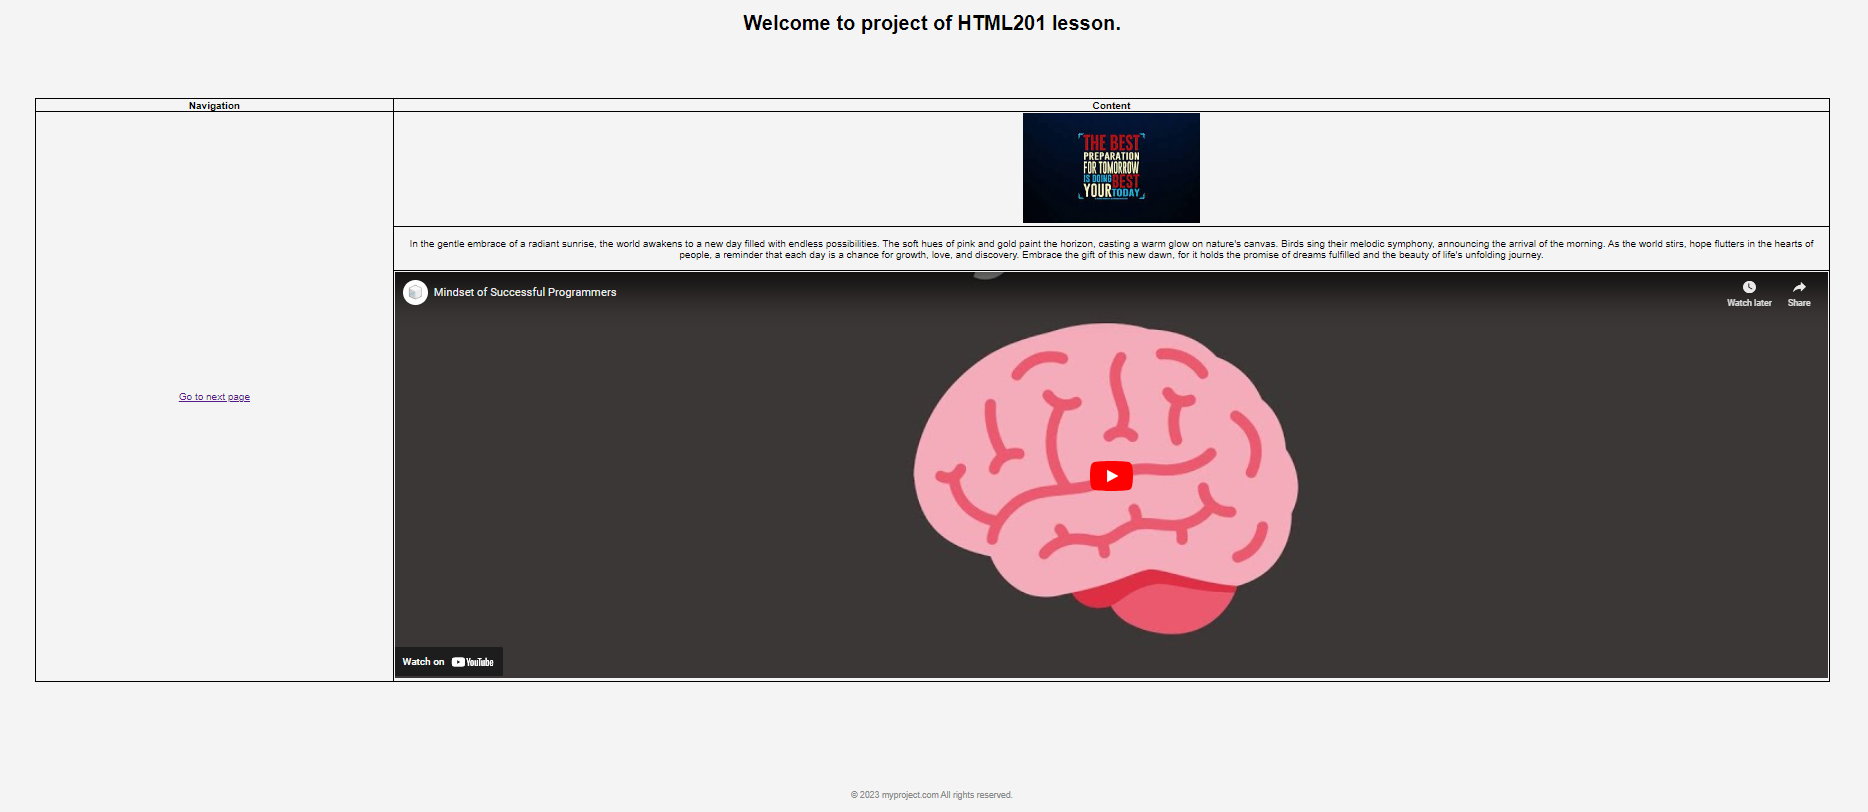 Welcome to project of HTML201 lesson.
Navigation
Content
THE BEST
PREPARATION
FOR TOMORROW
IS DOING BEST
YOUR TODAY
In the gentle embrace of a radiant sunrise, the world awakens to a new day filled with endless possibilities. The soft hues of pink and gold paint the horizon, casting a warm glow on nature's canvas. Birds sing their melodic symphony, announcing the arrival of the morning. As the world stirs, hope flutters in the hearts of
people, a reminder that each day is a chance for growth, love, and discovery. Embrace the gift of this new dawn, for it holds the promise of dreams fulfilled and the beauty of life's unfolding journey.
Mindset of Successful Programmers
Watch later
Share
Go to next page
Watch on YouTube
© 2023 myproject.com All rights reserved.